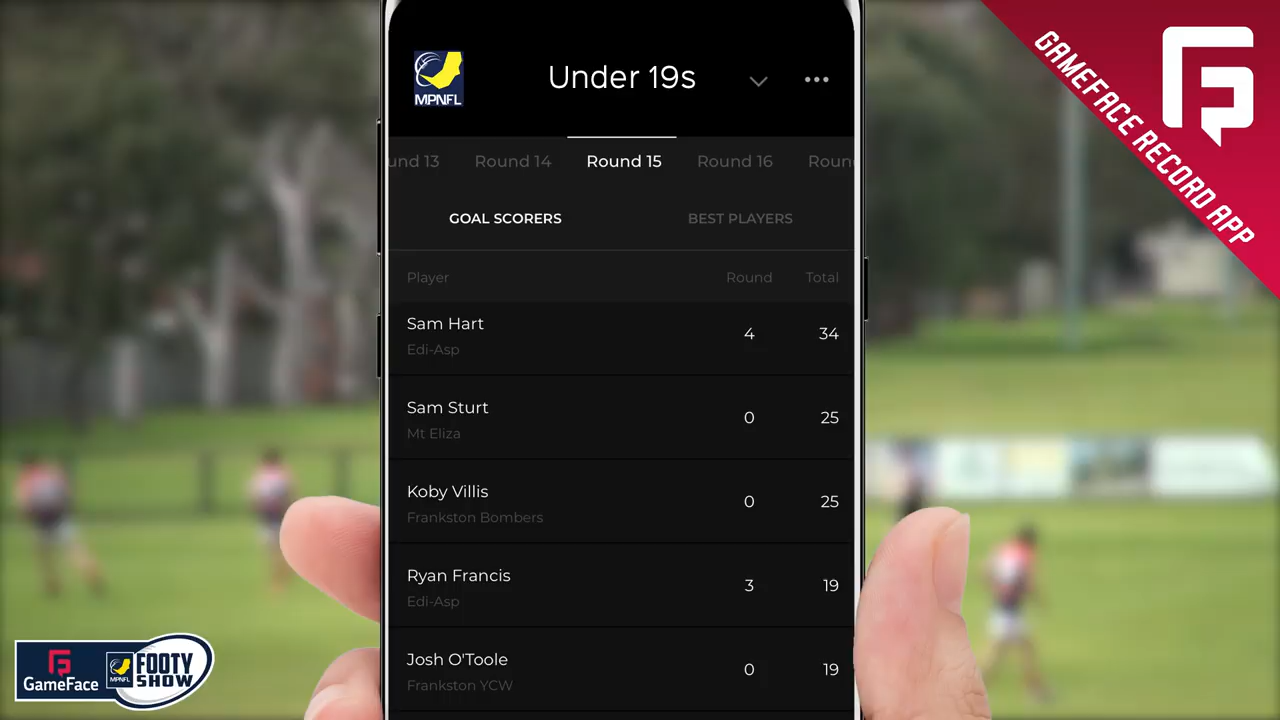 MPNFL
Under 19s
und 13
Round 14
Round 15
Round 16
Roun
GOAL SCORERS
BEST PLAYERS
Player
Round
Total
Sam Hart
Edi-Asp
4
34
Sam Sturt
Mt Eliza
0
25
Koby Villis
Frankston Bombers
0
25
Ryan Francis
Edi-Asp
3
19
Josh O'Toole
Frankston YCW
0
19
GAMEFACE RECORD APP
GameFace
MPNFL
FOOTY
SHOW